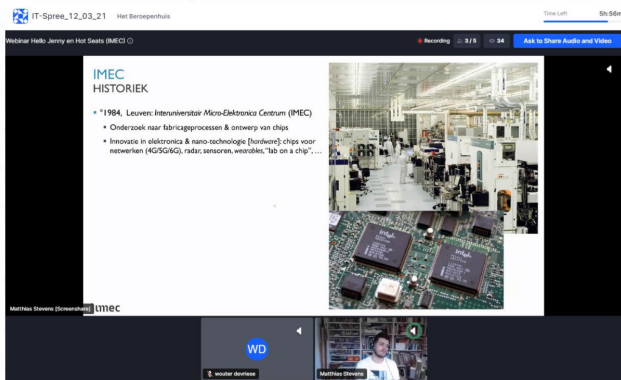 IT-Spree_12_03_21 Het Beroepenhuis
Time Left 5h:56m
Webinar Hello Jenny en Hot Seats (IMEC)
Recording 3 / 5 34 Ask to Share Audio and Video
IMEC
HISTORIEK
°1984, Leuven: Interuniversitair Micro-Elektronica Centrum (IMEC)
Onderzoek naar fabricageprocessen & ontwerp van chips
Innovatie in elektronica & nano-technologie [hardware]: chips voor
netwerken (4G/5G/6G), radar, sensoren, wearables, "lab on a chip", …
intel
intel
Matthias Stevens [Screenshare]
imec
WD
wouter devriese
Matthias Stevens